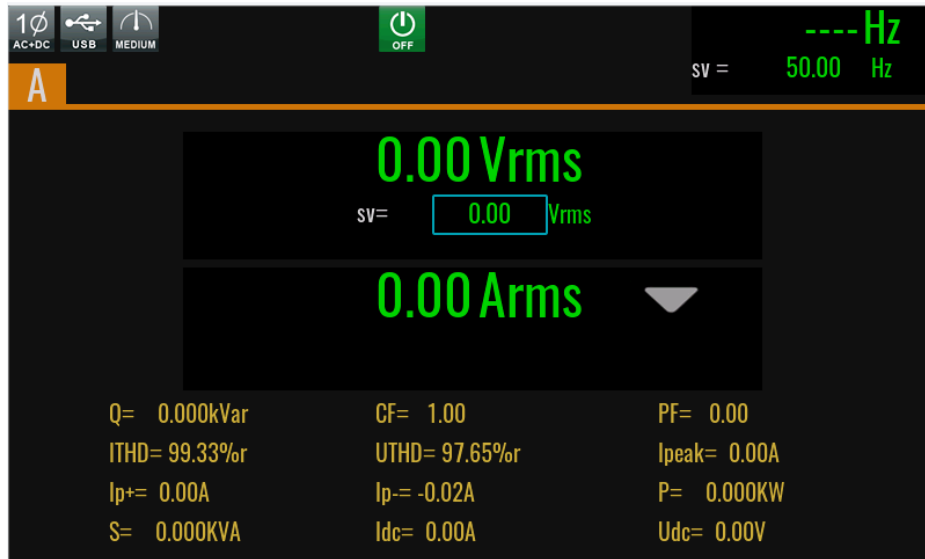 1Ø
AC+DC
USB
MEDIUM
OFF
---- Hz
sv = 50.00 Hz
A
0.00 Vrms
sv= 0.00 Vrms
0.00 Arms
Q= 0.000kVar CF= 1.00 PF= 0.00
ITHD= 99.33%r UTHD= 97.65%r Ipeak= 0.00A
Ip+= 0.00A Ip-= -0.02A P= 0.000KW
S= 0.000KVA Idc= 0.00A Udc= 0.00V